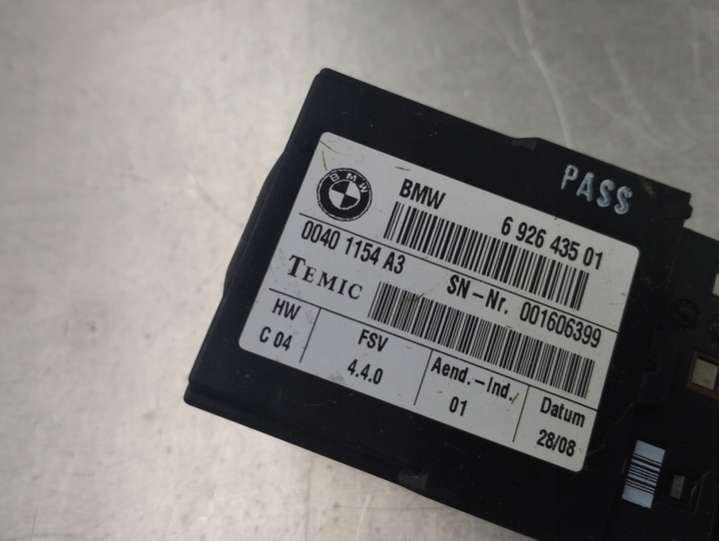 PASS
BMW
BMW 6 926 435 01
0040 1154 A3 SN-Nr. 001606399
TEMIC
HW FSV Aend.-Ind. Datum
C 04 4.4.0 01 28/08